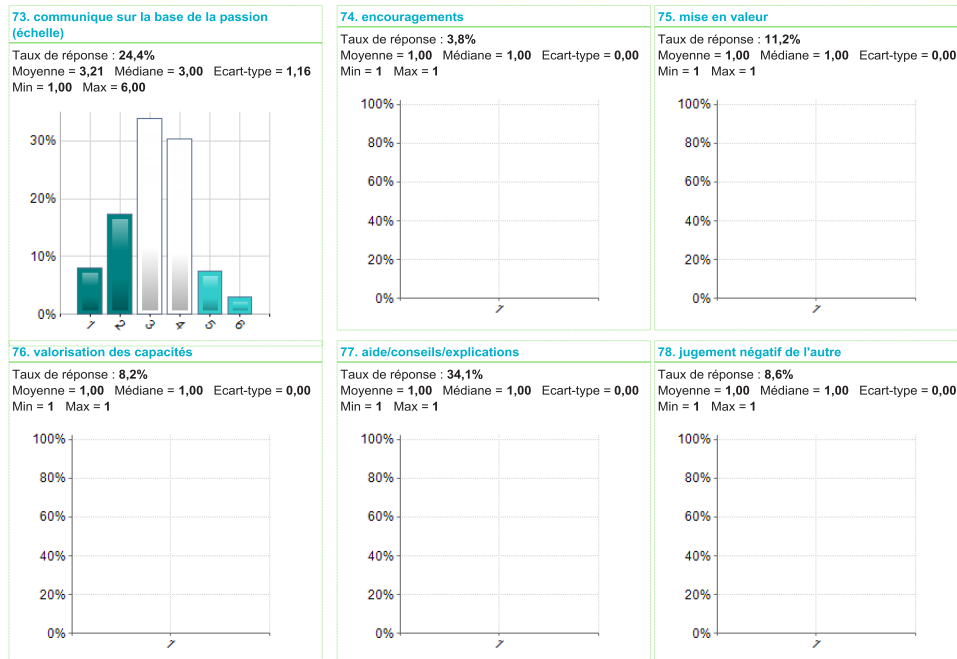 73. communique sur la base de la passion
(échelle)
Taux de réponse : 24,4%
Moyenne = 3,21 Médiane = 3,00 Ecart-type = 1,16
Min = 1,00 Max = 6,00
30%
20%
10%
0%
1 2 3 4 5 6
74. encouragements
Taux de réponse : 3,8%
Moyenne = 1,00 Médiane = 1,00 Ecart-type = 0,00
Min = 1 Max = 1
100%
80%
60%
40%
20%
0%
1
75. mise en valeur
Taux de réponse : 11,2%
Moyenne = 1,00 Médiane = 1,00 Ecart-type = 0,00
Min = 1 Max = 1
100%
80%
60%
40%
20%
0%
1
76. valorisation des capacités
Taux de réponse : 8,2%
Moyenne = 1,00 Médiane = 1,00 Ecart-type = 0,00
Min = 1 Max = 1
100%
80%
60%
40%
20%
0%
1
77. aide/conseils/explications
Taux de réponse : 34,1%
Moyenne = 1,00 Médiane = 1,00 Ecart-type = 0,00
Min = 1 Max = 1
100%
80%
60%
40%
20%
0%
1
78. jugement négatif de l'autre
Taux de réponse : 8,6%
Moyenne = 1,00 Médiane = 1,00 Ecart-type = 0,00
Min = 1 Max = 1
100%
80%
60%
40%
20%
0%
1